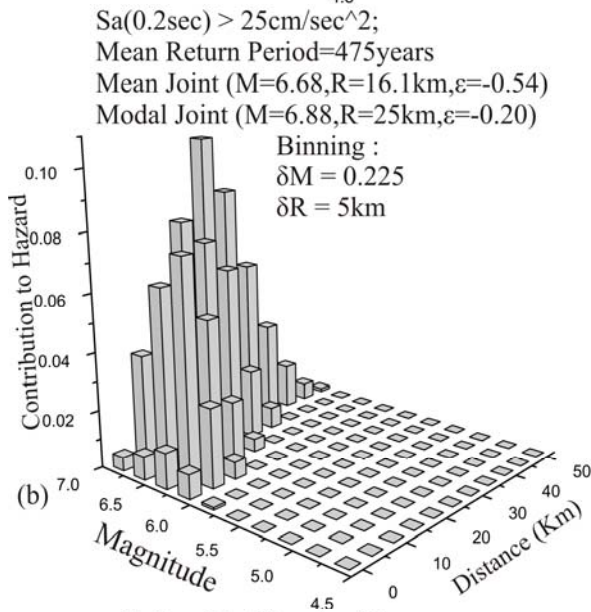 Sa(0.2sec) > 25cm/sec^2;
Mean Return Period=475years
Mean Joint (M=6.68,R=16.1km,ε=-0.54)
Modal Joint (M=6.88,R=25km,ε=-0.20)
Binning :
δM = 0.225
δR = 5km
Contribution to Hazard
0.10
0.08
0.06
0.04
0.02
(b)
7.0
6.5
6.0
5.5
5.0
4.5
Magnitude
0
10
20
30
40
50
Distance (Km)